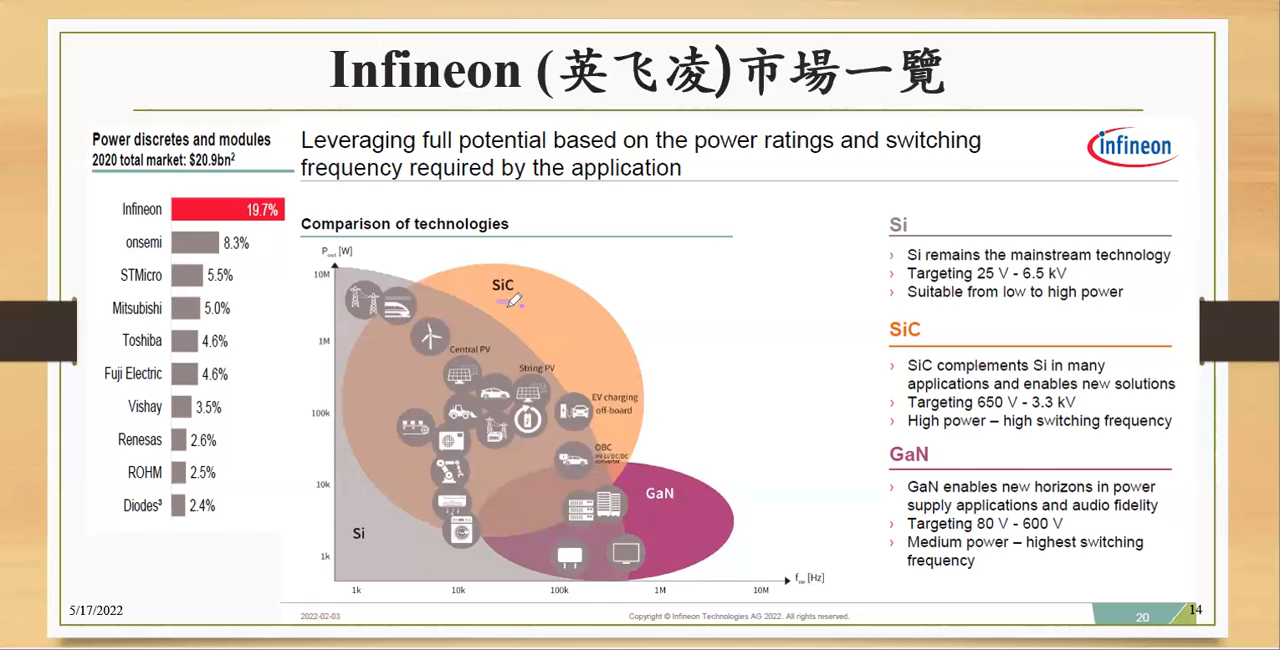 Infineon (英飞凌)市場一覽
Power discretes and modules
2020 total market: $20.9bn²
Infineon 19.7%
onsemi 8.3%
STMicro 5.5%
Mitsubishi 5.0%
Toshiba 4.6%
Fuji Electric 4.6%
Vishay 3.5%
Renesas 2.6%
ROHM 2.5%
Diodes³ 2.4%
Leveraging full potential based on the power ratings and switching
frequency required by the application
infineon
Comparison of technologies
Pout [W]
10M
1M
100k
10k
1k
SiC
Central PV
String PV
EV charging
off-board
OBC
HV LV DC/DC
converter
GaN
Si
1k 10k 100k 1M 10M
fsw [Hz]
Si
› Si remains the mainstream technology
› Targeting 25 V - 6.5 kV
› Suitable from low to high power
SiC
› SiC complements Si in many
applications and enables new solutions
› Targeting 650 V - 3.3 kV
› High power – high switching frequency
GaN
› GaN enables new horizons in power
supply applications and audio fidelity
› Targeting 80 V - 600 V
› Medium power – highest switching
frequency
5/17/2022
2022-02-03
Copyright © Infineon Technologies AG 2022. All rights reserved.
20
14